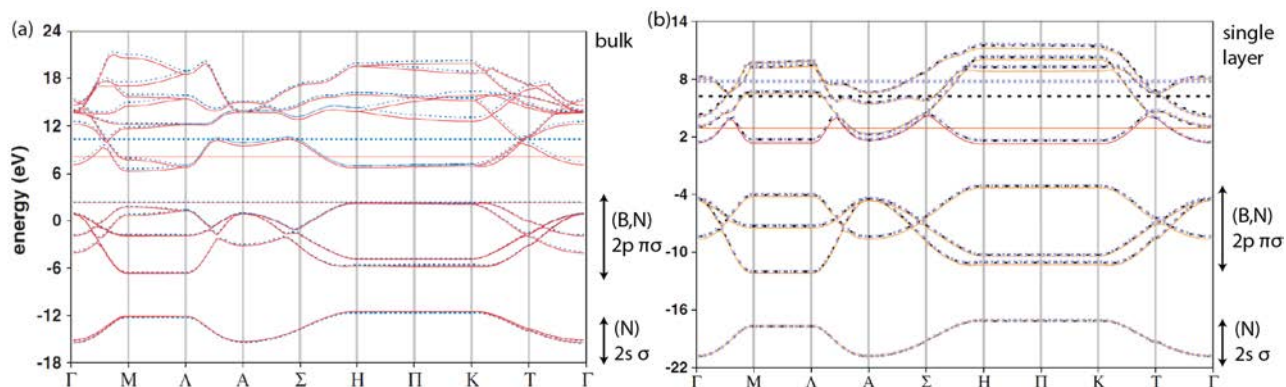 (a)
24
18
12
6
0
-6
-12
-18
energy (eV)
bulk
(B,N)
2p πσ
(N)
2s σ
Γ M Λ A Σ H Π K T Γ
(b)
14
8
2
-4
-10
-16
-22
single
layer
(B,N)
2p πσ
(N)
2s σ
Γ M Λ A Σ H Π K T Γ